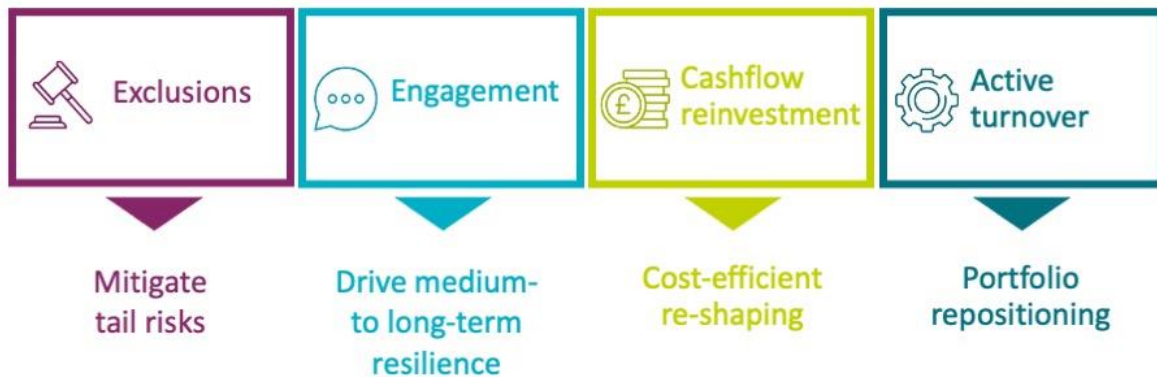 Exclusions
Engagement
Cashflow
reinvestment
£
Active
turnover
Mitigate
tail risks
Drive medium-
to long-term
resilience
Cost-efficient
re-shaping
Portfolio
repositioning